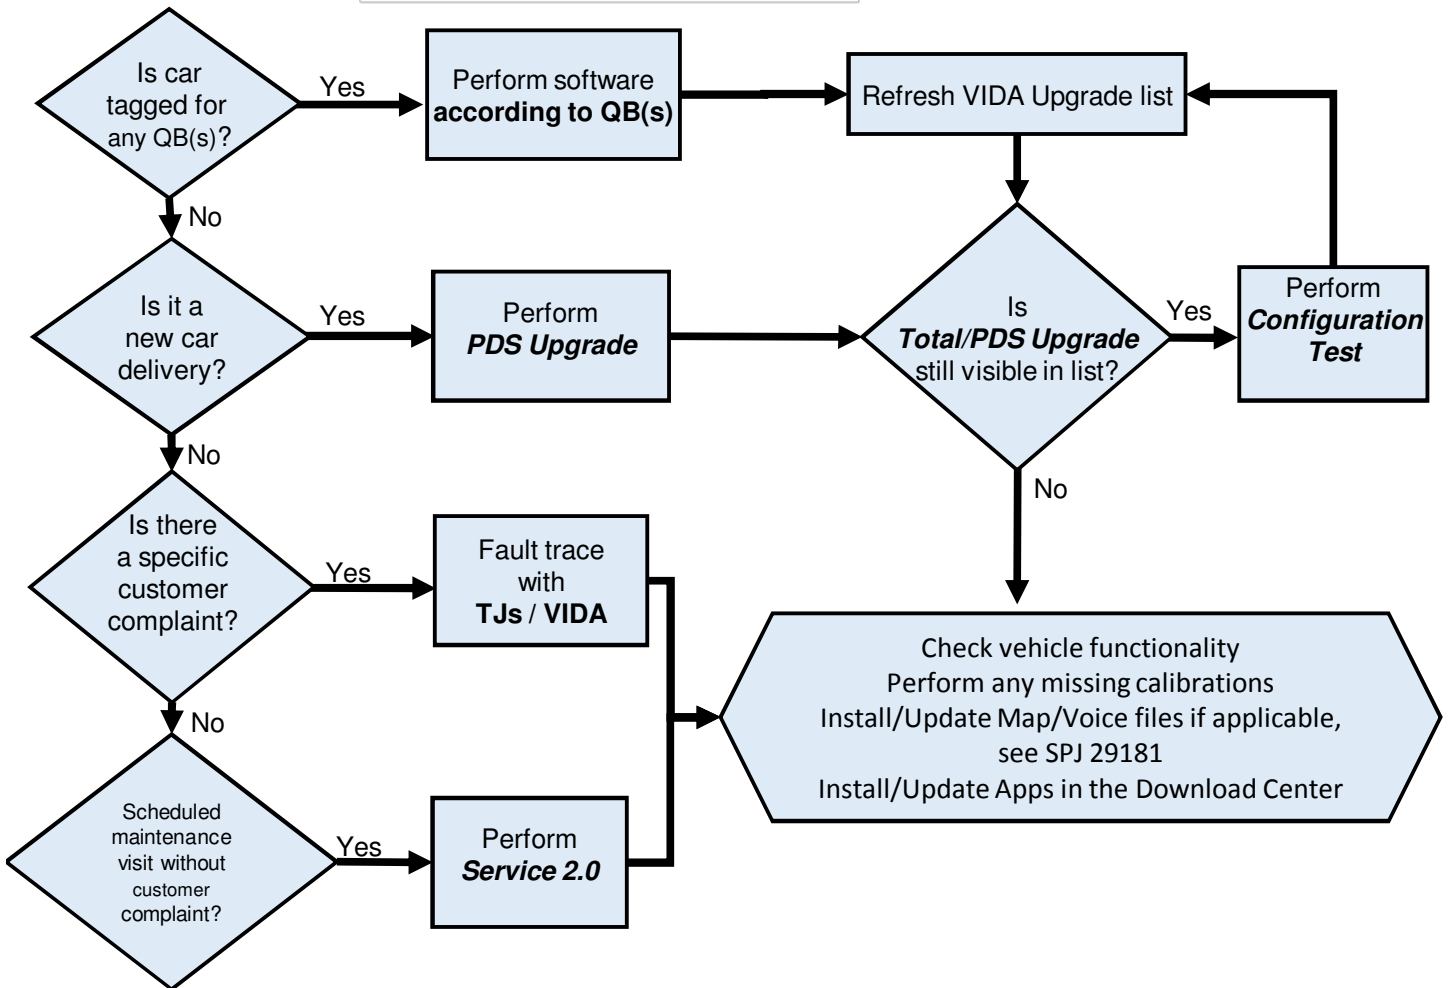 Is car
tagged for
any QB(s)?
Yes
Perform software
according to QB(s)
Refresh VIDA Upgrade list
No
Is it a
new car
delivery?
Yes
Perform
PDS Upgrade
Is
Total/PDS Upgrade
still visible in list?
Yes
Perform
Configuration
Test
No
No
Is there
a specific
customer
complaint?
Yes
Fault trace
with
TJs / VIDA
Check vehicle functionality
Perform any missing calibrations
Install/Update Map/Voice files if applicable,
see SPJ 29181
Install/Update Apps in the Download Center
No
Scheduled
maintenance
visit without
customer
complaint?
Yes
Perform
Service 2.0